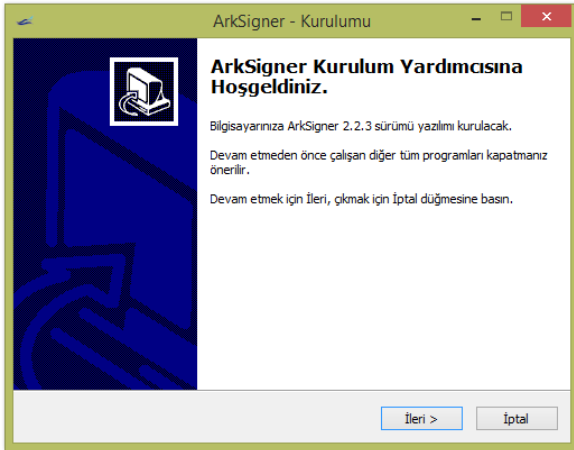 ArkSigner - Kurulumu
ArkSigner Kurulum Yardımcısına
Hoşgeldiniz.
Bilgisayarınıza ArkSigner 2.2.3 sürümü yazılımı kurulacak.
Devam etmeden önce çalışan diğer tüm programları kapatmanız
önerilir.
Devam etmek için İleri, çıkmak için İptal düğmesine basın.
İleri >
İptal